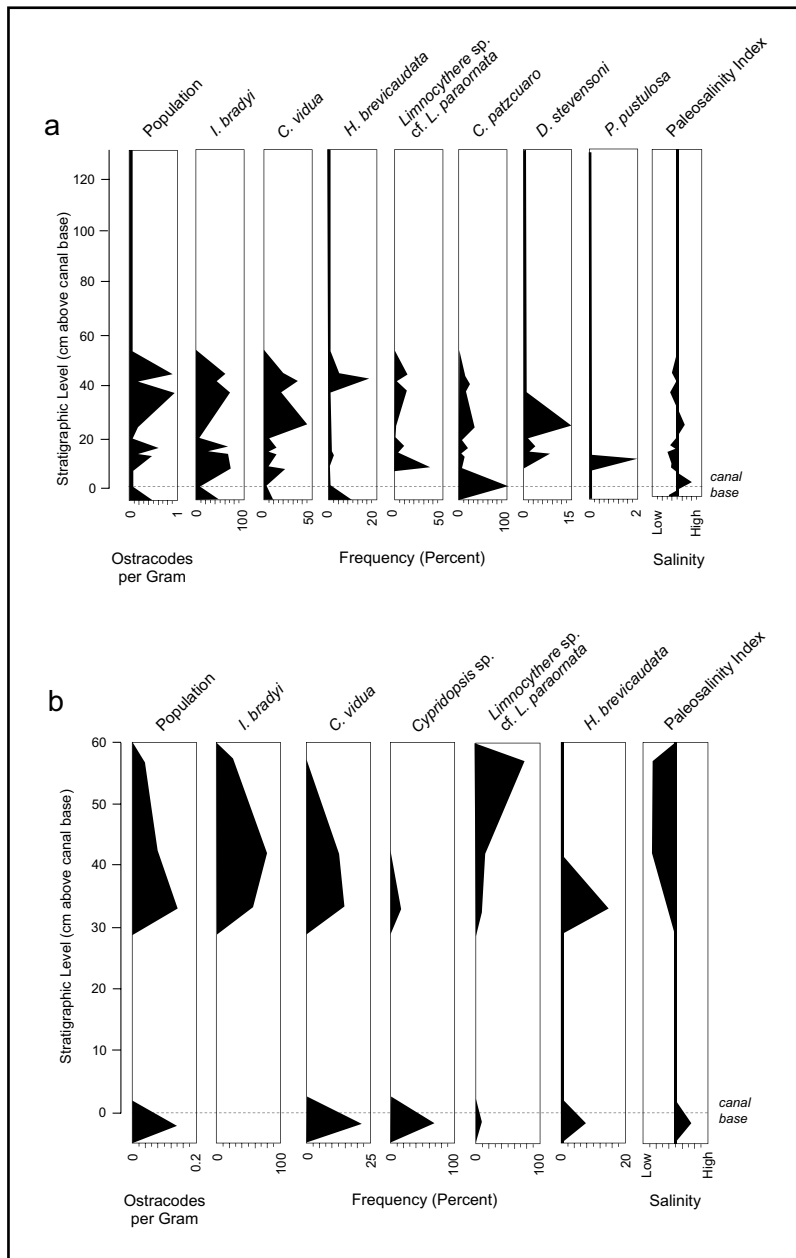 a
Population
I. bradyi
C. vidua
H. brevicaudata
Limnocythere sp.
cf. L. paraornata
C. patzcuaro
D. stevensoni
P. pustulosa
Paleosalinity Index
Stratigraphic Level (cm above canal base)
120
100
80
60
40
20
0
canal
base
0 1
0 100
0 50
0 20
0 50
0 100
0 15
0 2
Low High
Ostracodes
per Gram
Frequency (Percent)
Salinity
b
Population
I. bradyi
C. vidua
Cypridopsis sp.
Limnocythere sp.
cf. L. paraornata
H. brevicaudata
Paleosalinity Index
Stratigraphic Level (cm above canal base)
60
50
40
30
20
10
0
canal
base
0 0.2
0 100
0 25
0 100
0 100
0 20
Low High
Ostracodes
per Gram
Frequency (Percent)
Salinity